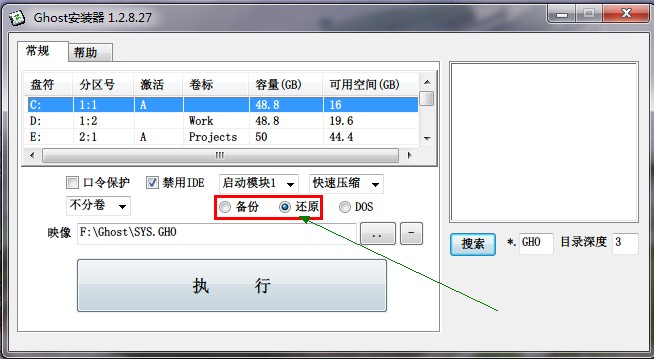 Ghost安装器 1.2.8.27
常规 帮助
盘符 分区号 激活 卷标 容量(GB) 可用空间(GB)
C: 1:1 A 48.8 16
D: 1:2 Work 48.8 19.6
E: 2:1 A Projects 50 44.4
口令保护 禁用IDE 启动模块1 快速压缩
不分卷 备份 还原 DOS
映像 F:\Ghost\SYS.GHO .. -
搜索 *. GHO 目录深度 3
执 行